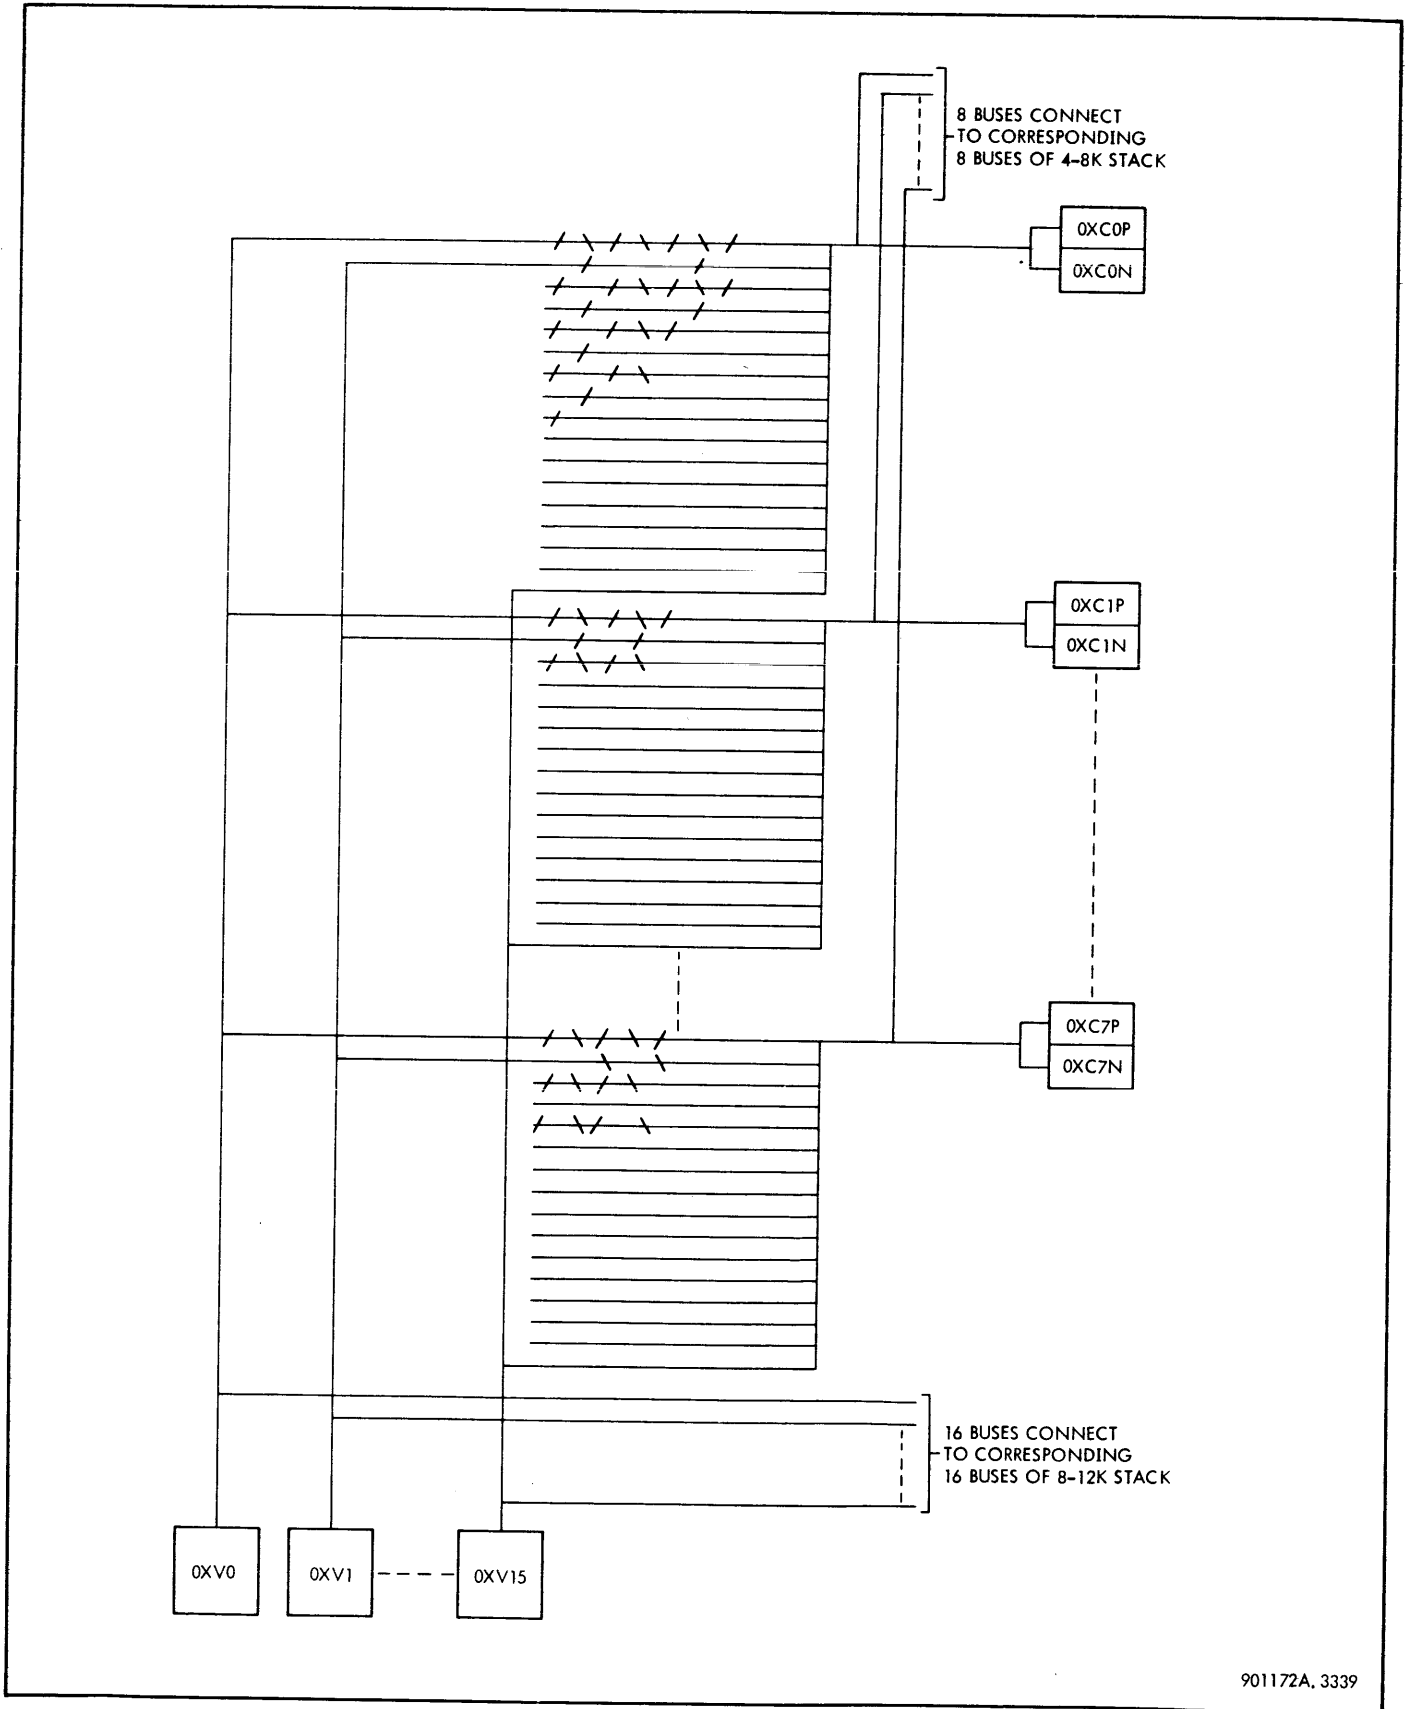 8 BUSES CONNECT
TO CORRESPONDING
8 BUSES OF 4-8K STACK
0XC0P
0XC0N
0XC1P
0XC1N
0XC7P
0XC7N
16 BUSES CONNECT
TO CORRESPONDING
16 BUSES OF 8-12K STACK
0XV0
0XV1
0XV15
901172A. 3339